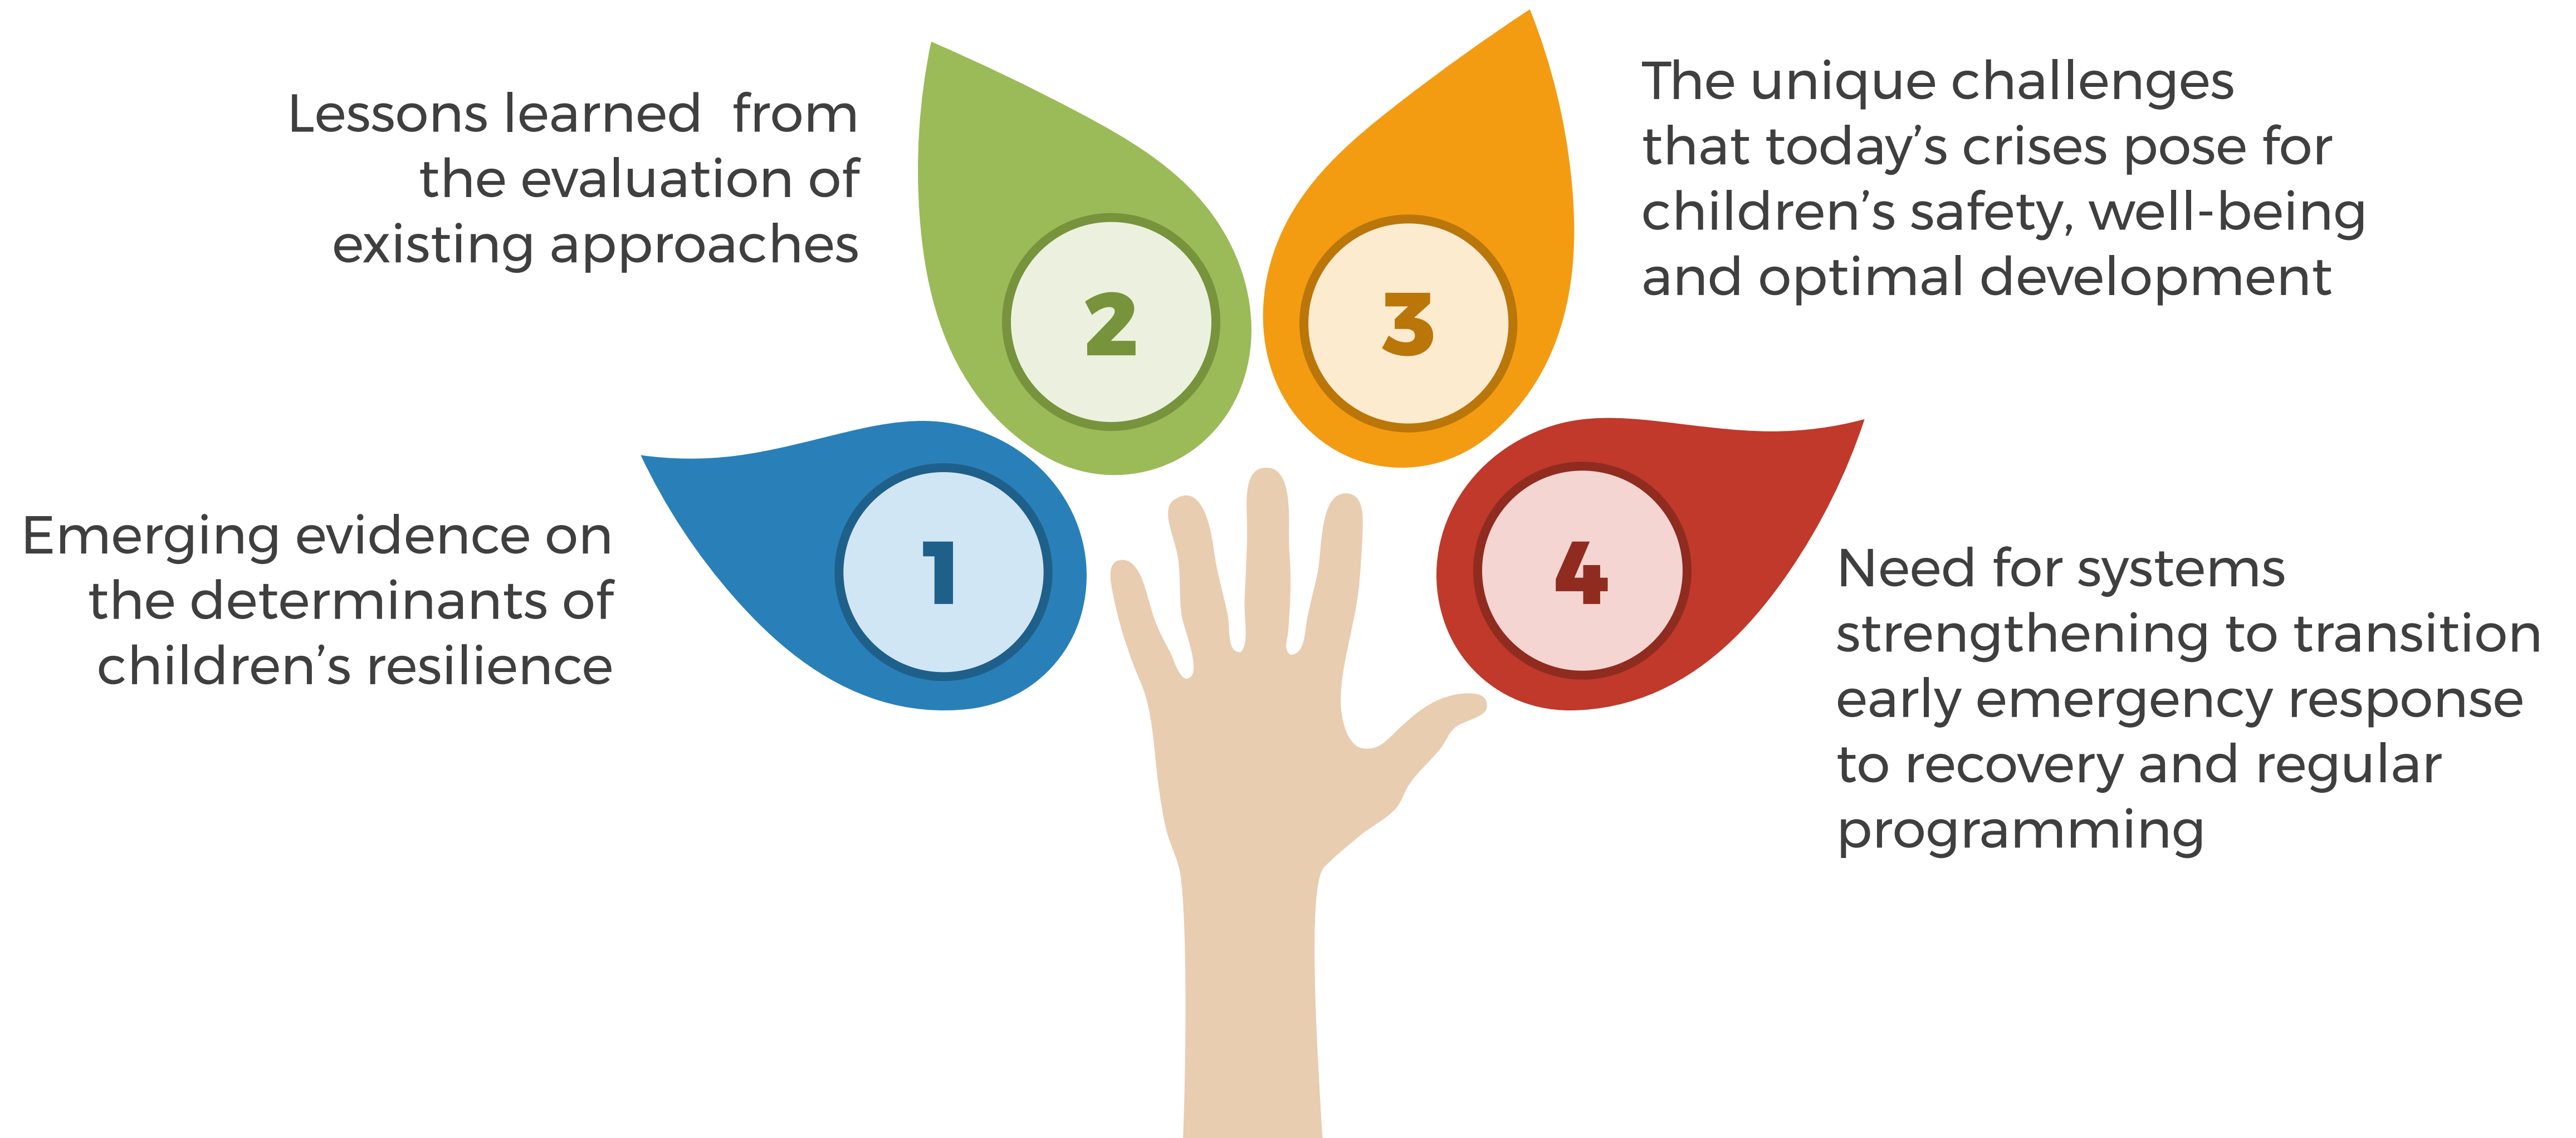 1
Emerging evidence on
the determinants of
children’s resilience
2
Lessons learned  from
the evaluation of
existing approaches
3
The unique challenges
that today’s crises pose for
children’s safety, well-being
and optimal development
4
Need for systems
strengthening to transition
early emergency response
to recovery and regular
programming